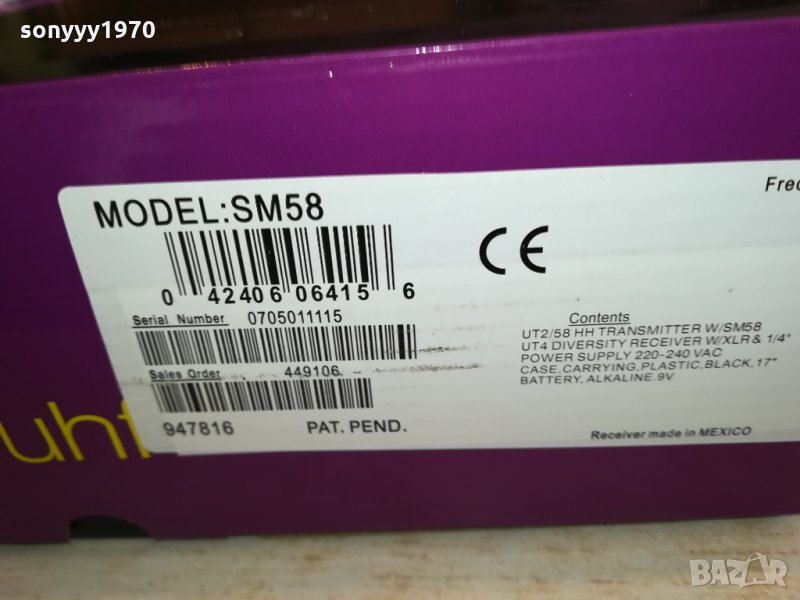 sonyyy1970
Freq
MODEL:SM58
0 42406 06415 6
Serial Number 0705011115
Sales Order 449106
947816 PAT. PEND.
Contents
UT2/58 HH TRANSMITTER W/SM58
UT4 DIVERSITY RECEIVER W/XLR & 1/4"
POWER SUPPLY 220-240 VAC
CASE,CARRYING,PLASTIC,BLACK,17"
BATTERY, ALKALINE,9V
Receiver made in MEXICO
uhf
BAZAR